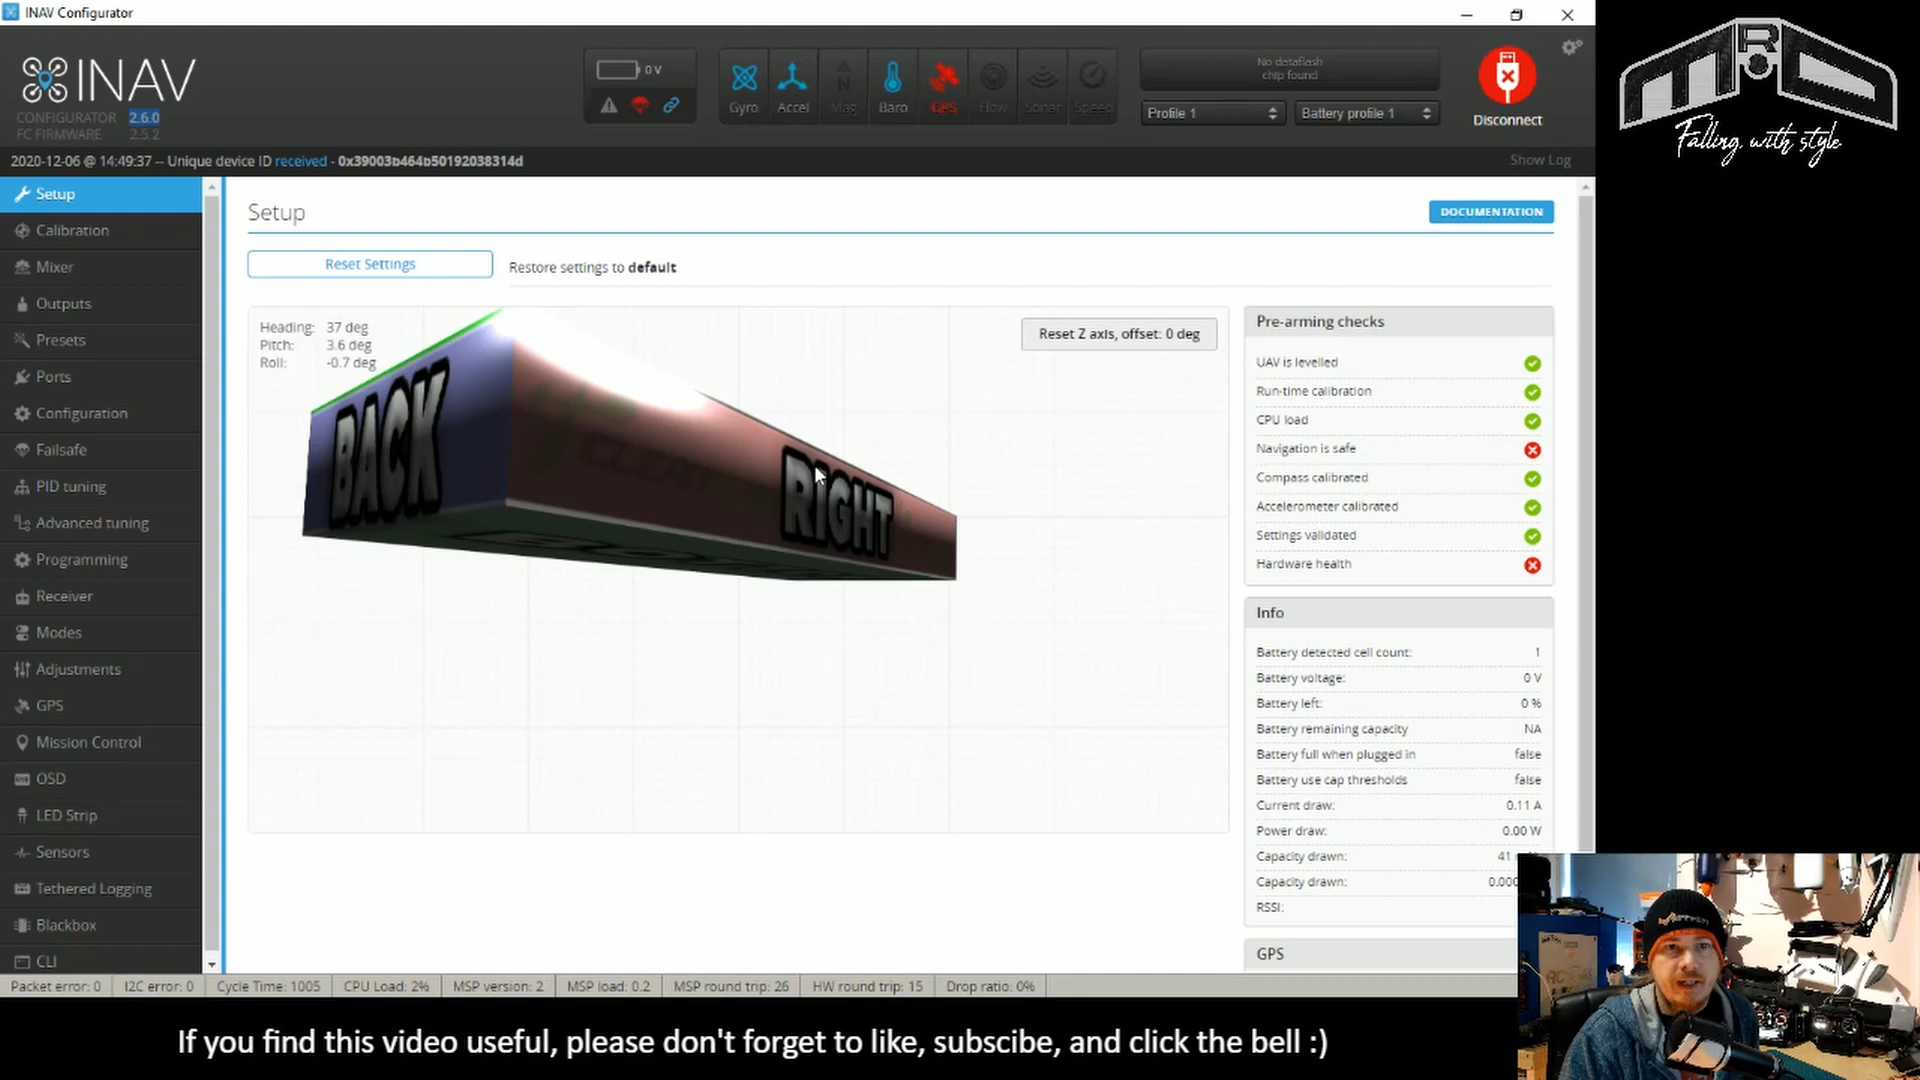 INAV Configurator
INAV
CONFIGURATOR 2.6.0
FC FIRMWARE 2.5.2
0 V
Gyro Accel Mag Baro GPS Flow Sonar Speed
No dataflash
chip found
Profile 1
Battery profile 1
Disconnect
MRD
Falling with style
2020-12-06 @ 14:49:37 -- Unique device ID received - 0x39003b464b50192038314d
Show Log
Setup
Calibration
Mixer
Outputs
Presets
Ports
Configuration
Failsafe
PID tuning
Advanced tuning
Programming
Receiver
Modes
Adjustments
GPS
Mission Control
OSD
LED Strip
Sensors
Tethered Logging
Blackbox
CLI
Setup
DOCUMENTATION
Reset Settings
Restore settings to default
Heading: 37 deg
Pitch: 3.6 deg
Roll: -0.7 deg
Reset Z axis, offset: 0 deg
BACK
RIGHT
Pre-arming checks
UAV is levelled
Run-time calibration
CPU load
Navigation is safe
Compass calibrated
Accelerometer calibrated
Settings validated
Hardware health
Info
Battery detected cell count: 1
Battery voltage: 0 V
Battery left: 0 %
Battery remaining capacity NA
Battery full when plugged in false
Battery use cap thresholds false
Current draw: 0.11 A
Power draw: 0.00 W
Capacity drawn: 41
Capacity drawn: 0.000
RSSI:
GPS
Packet error: 0
I2C error: 0
Cycle Time: 1005
CPU Load: 2%
MSP version: 2
MSP load: 0.2
MSP round trip: 26
HW round trip: 15
Drop ratio: 0%
If you find this video useful, please don't forget to like, subscibe, and click the bell :)